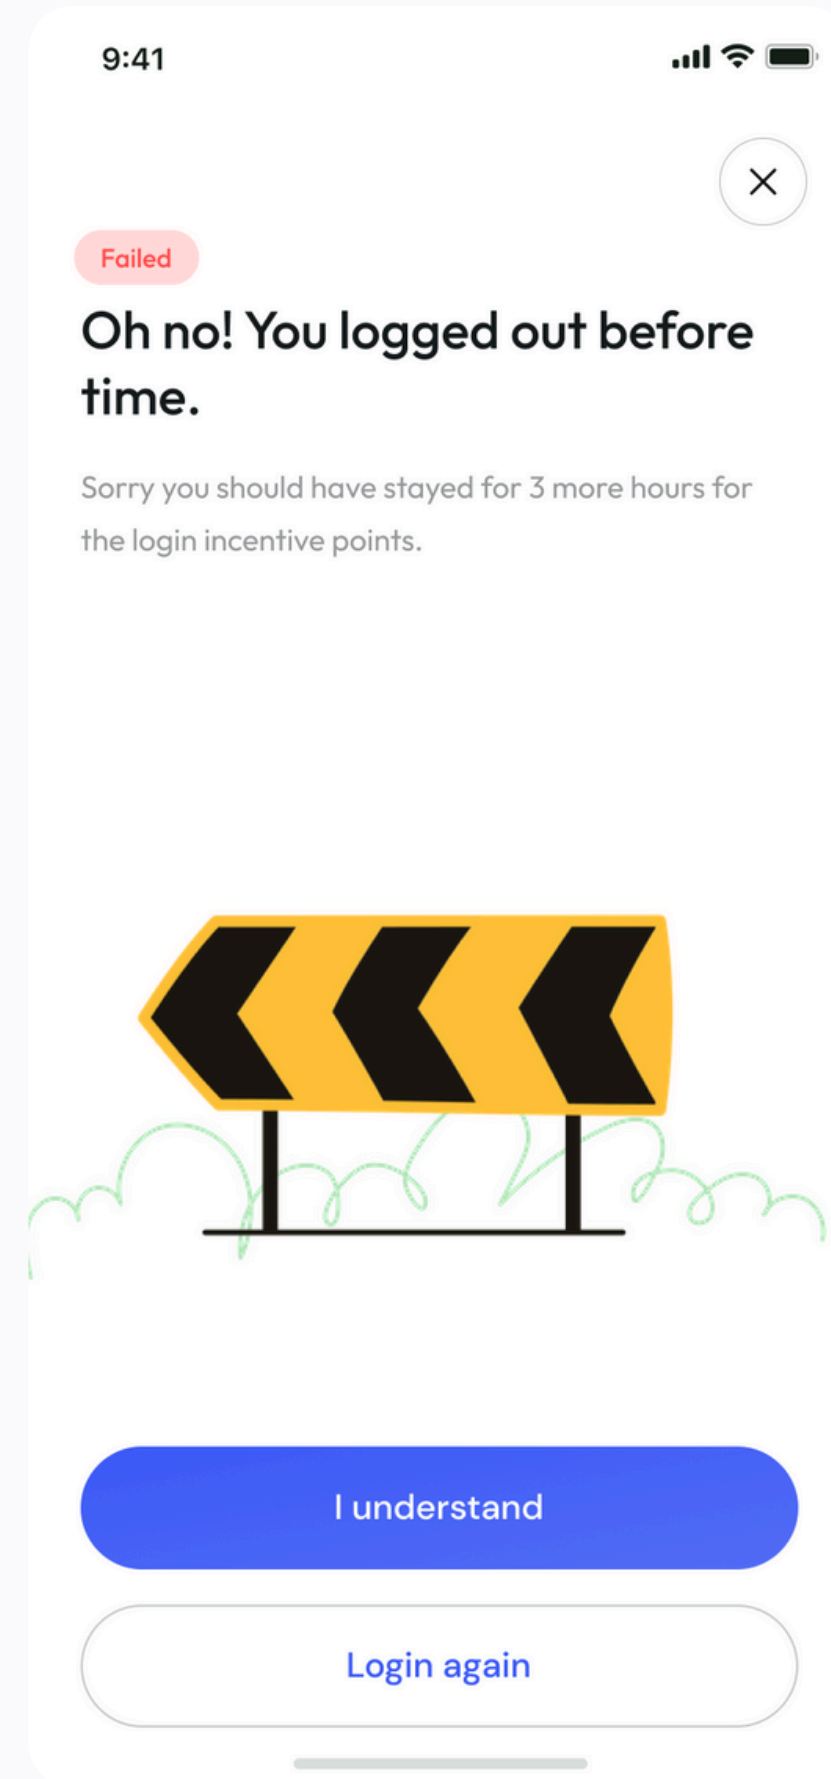 9:41
Failed
Oh no! You logged out before
time.
Sorry you should have stayed for 3 more hours for
the login incentive points.
I understand
Login again